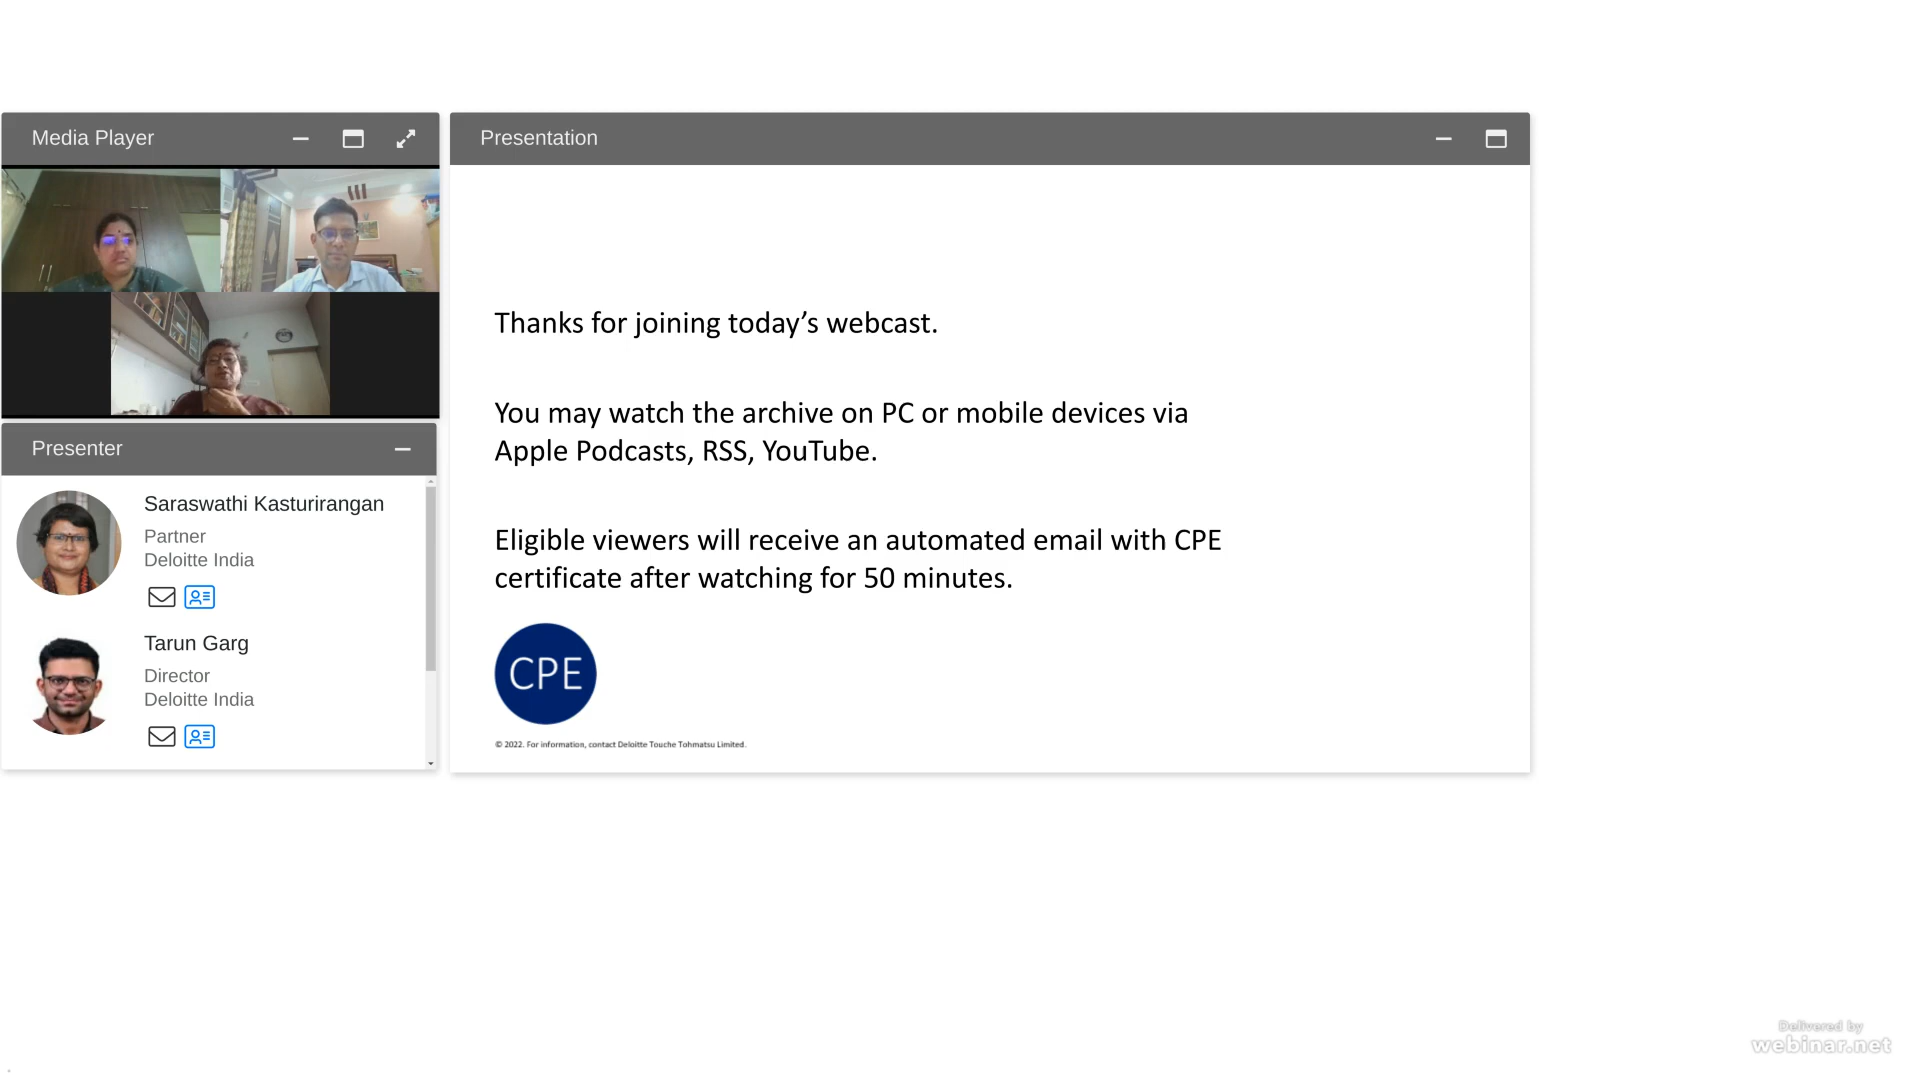 Media Player
Presentation
Thanks for joining today’s webcast.
You may watch the archive on PC or mobile devices via
Apple Podcasts, RSS, YouTube.
Eligible viewers will receive an automated email with CPE
certificate after watching for 50 minutes.
CPE
© 2022. For information, contact Deloitte Touche Tohmatsu Limited.
Presenter
Saraswathi Kasturirangan
Partner
Deloitte India
Tarun Garg
Director
Deloitte India
Delivered by
webinar.net